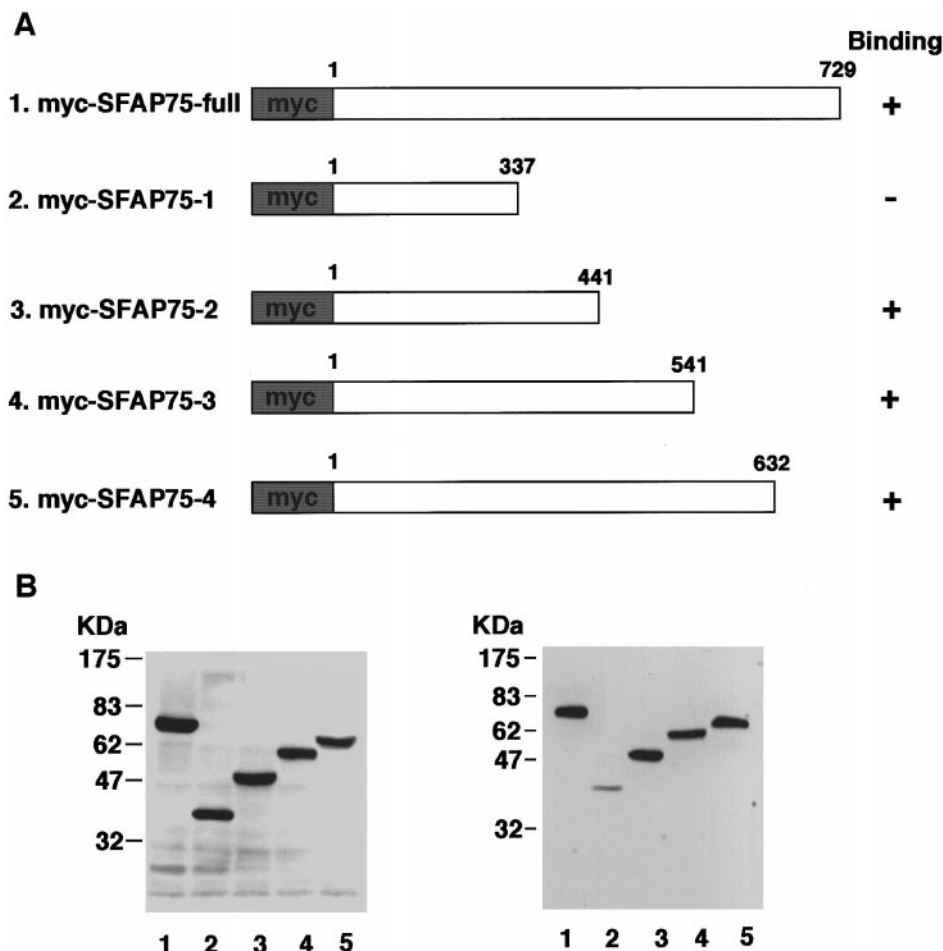 A
Binding
1 729
1. myc-SFAP75-full myc +
1 337
2. myc-SFAP75-1 myc -
1 441
3. myc-SFAP75-2 myc +
1 541
4. myc-SFAP75-3 myc +
1 632
5. myc-SFAP75-4 myc +
B
KDa
175
83
62
47
32
1 2 3 4 5
KDa
175
83
62
47
32
1 2 3 4 5